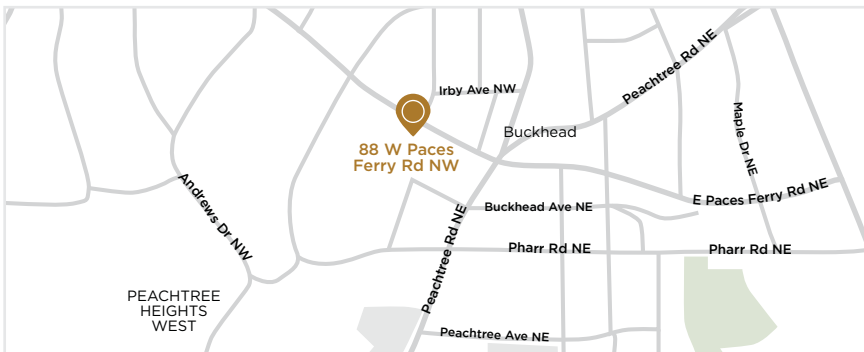 Peachtree Rd NE
Irby Ave NW
Maple Dr NE
Buckhead
88 W Paces
Ferry Rd NW
Andrews Dr NW
E Paces Ferry Rd NE
Buckhead Ave NE
Peachtree Rd NE
Pharr Rd NE
Pharr Rd NE
PEACHTREE
HEIGHTS
WEST
Peachtree Ave NE